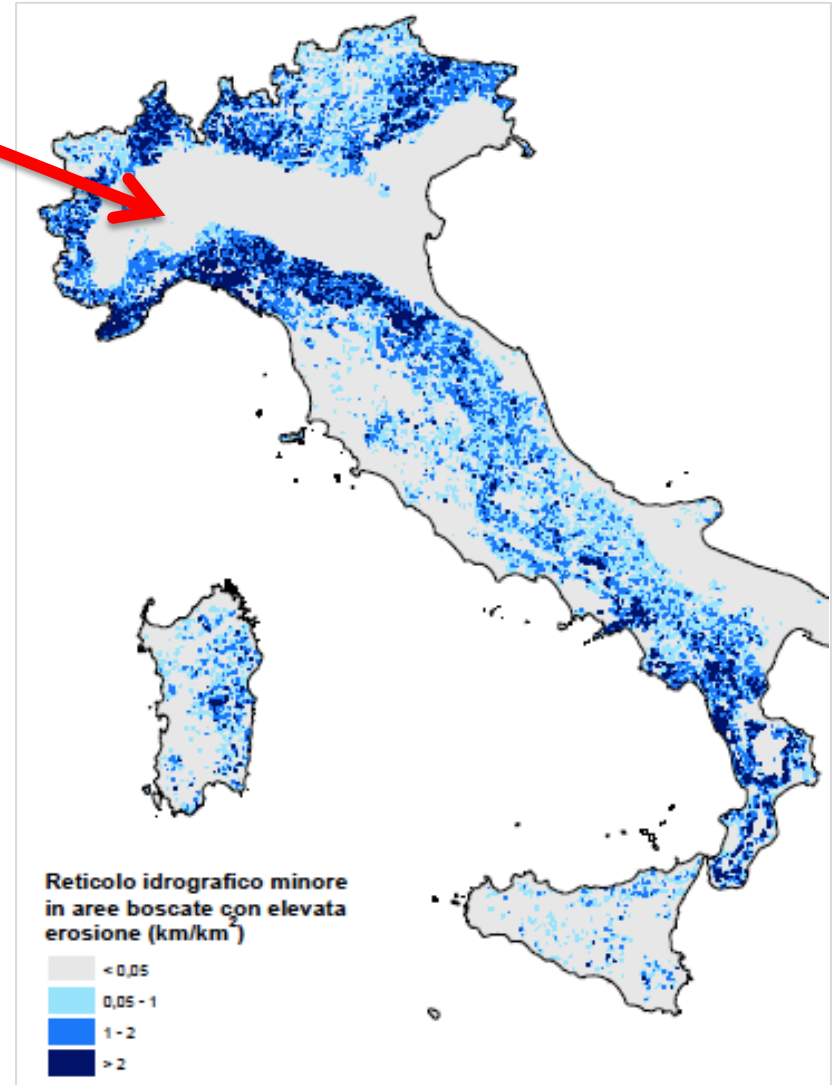 Reticolo idrografico minore
in aree boscate con elevata
erosione (km/km²)
< 0,05
0,05 - 1
1 - 2
> 2